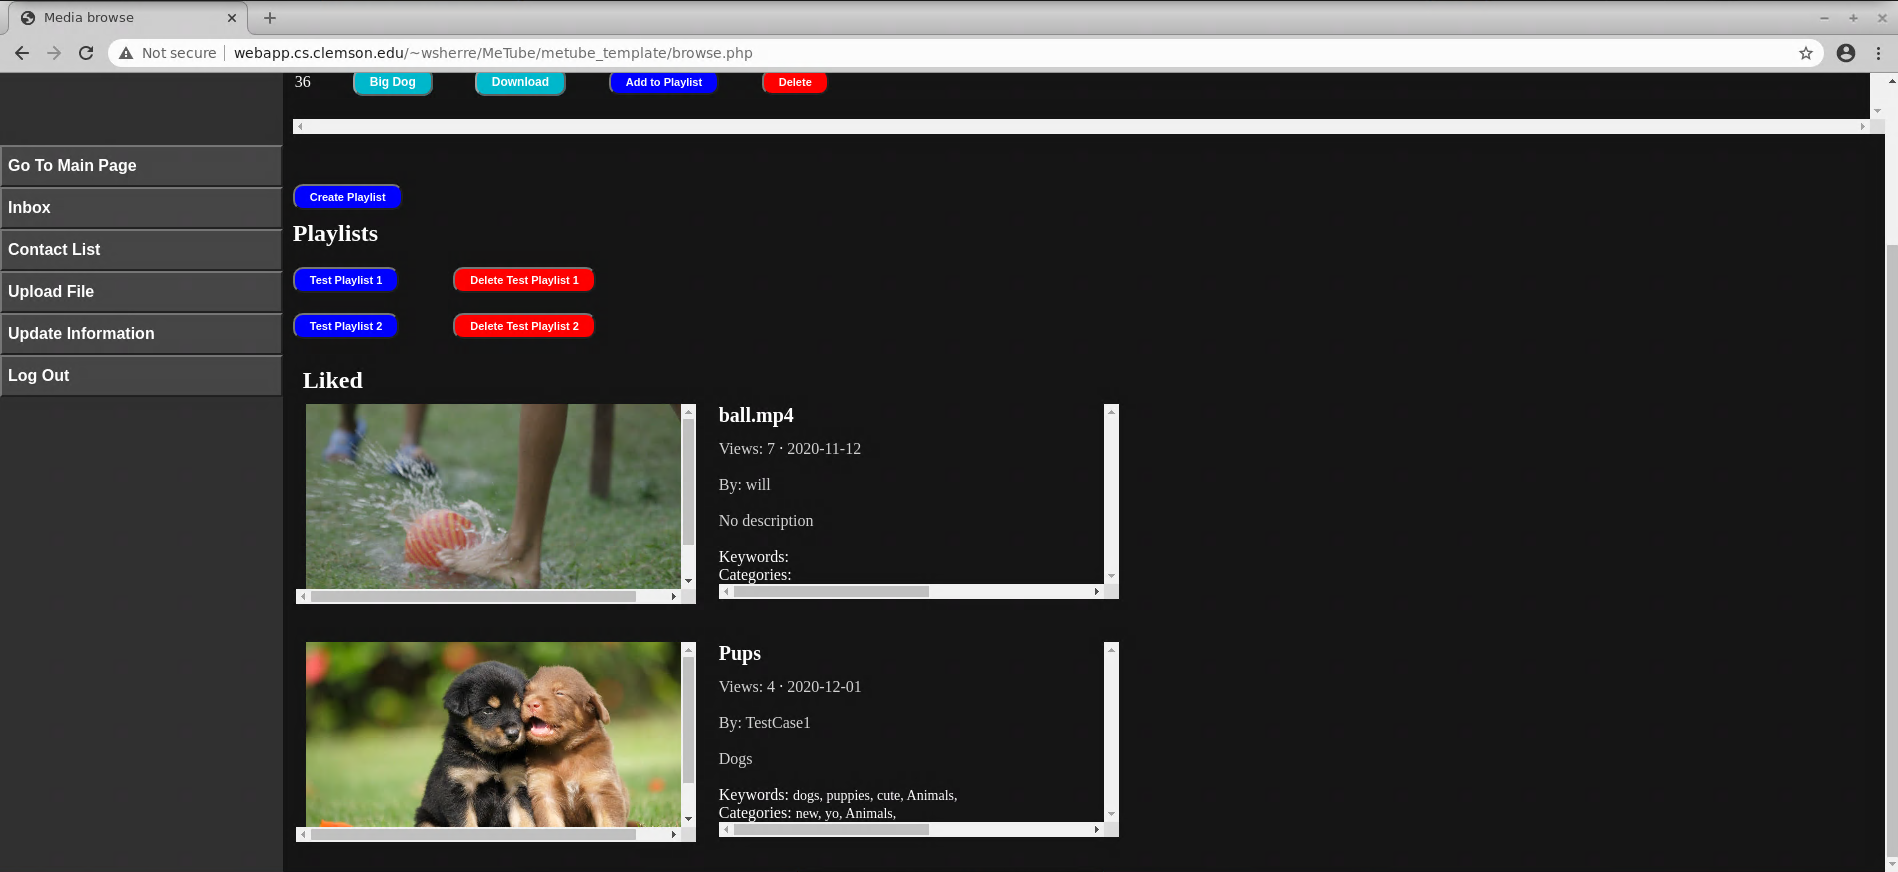 Media browse
Not secure webapp.cs.clemson.edu/~wsherre/MeTube/metube_template/browse.php
36 Big Dog Download Add to Playlist Delete
Go To Main Page
Inbox
Contact List
Upload File
Update Information
Log Out
Create Playlist
Playlists
Test Playlist 1 Delete Test Playlist 1
Test Playlist 2 Delete Test Playlist 2
Liked
ball.mp4
Views: 7 · 2020-11-12
By: will
No description
Keywords:
Categories:
Pups
Views: 4 · 2020-12-01
By: TestCase1
Dogs
Keywords: dogs, puppies, cute, Animals,
Categories: new, yo, Animals,